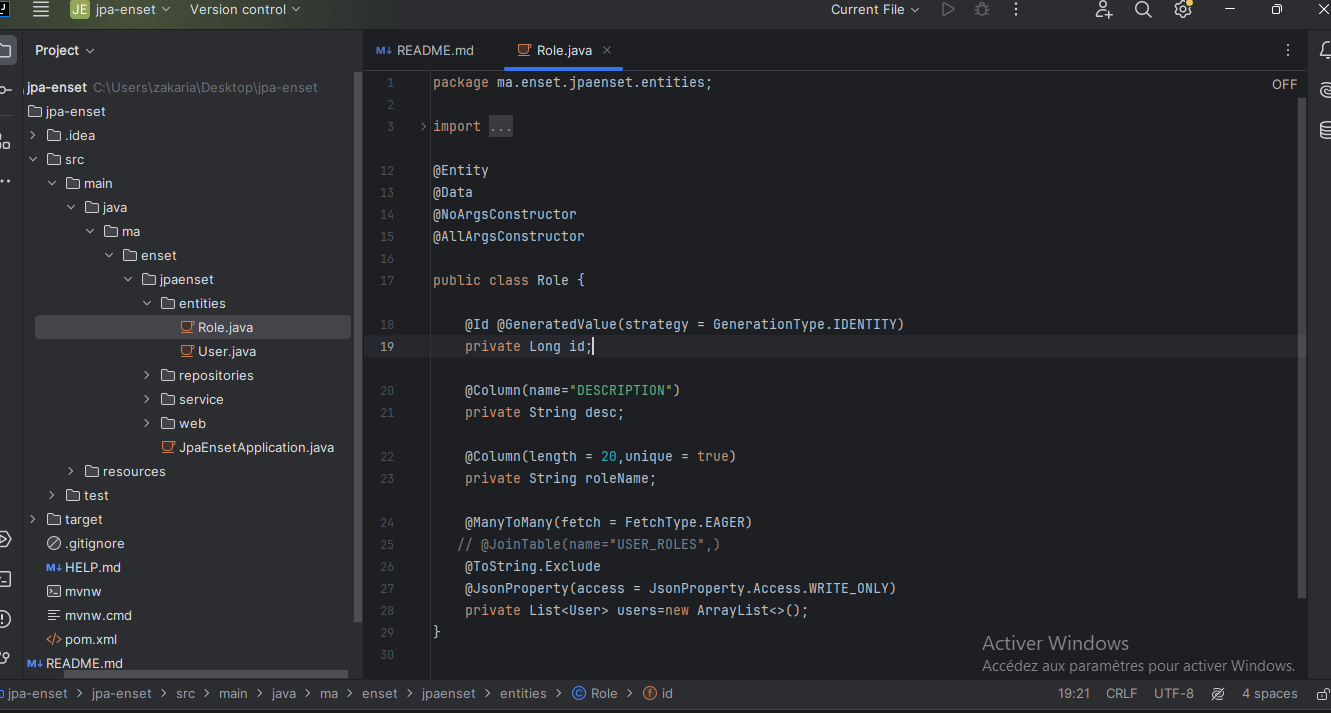 JE jpa-enset Version control Current File
Project README.md Role.java
jpa-enset C:\Users\zakaria\Desktop\jpa-enset
jpa-enset
.idea
src
main
java
ma
enset
jpaenset
entities
Role.java
User.java
repositories
service
web
JpaEnsetApplication.java
resources
test
target
.gitignore
M↓ HELP.md
mvnw
mvnw.cmd
</> pom.xml
M↓ README.md
OFF
1 package ma.enset.jpaenset.entities;
2
3 import ...
12 @Entity
13 @Data
14 @NoArgsConstructor
15 @AllArgsConstructor
16
17 public class Role {
18 @Id @GeneratedValue(strategy = GenerationType.IDENTITY)
19 private Long id;
20 @Column(name="DESCRIPTION")
21 private String desc;
22 @Column(length = 20,unique = true)
23 private String roleName;
24 @ManyToMany(fetch = FetchType.EAGER)
25 // @JoinTable(name="USER_ROLES",)
26 @ToString.Exclude
27 @JsonProperty(access = JsonProperty.Access.WRITE_ONLY)
28 private List<User> users=new ArrayList<>();
29 }
30
Activer Windows
Accédez aux paramètres pour activer Windows.
jpa-enset > jpa-enset > src > main > java > ma > enset > jpaenset > entities > Role > id 19:21 CRLF UTF-8 4 spaces